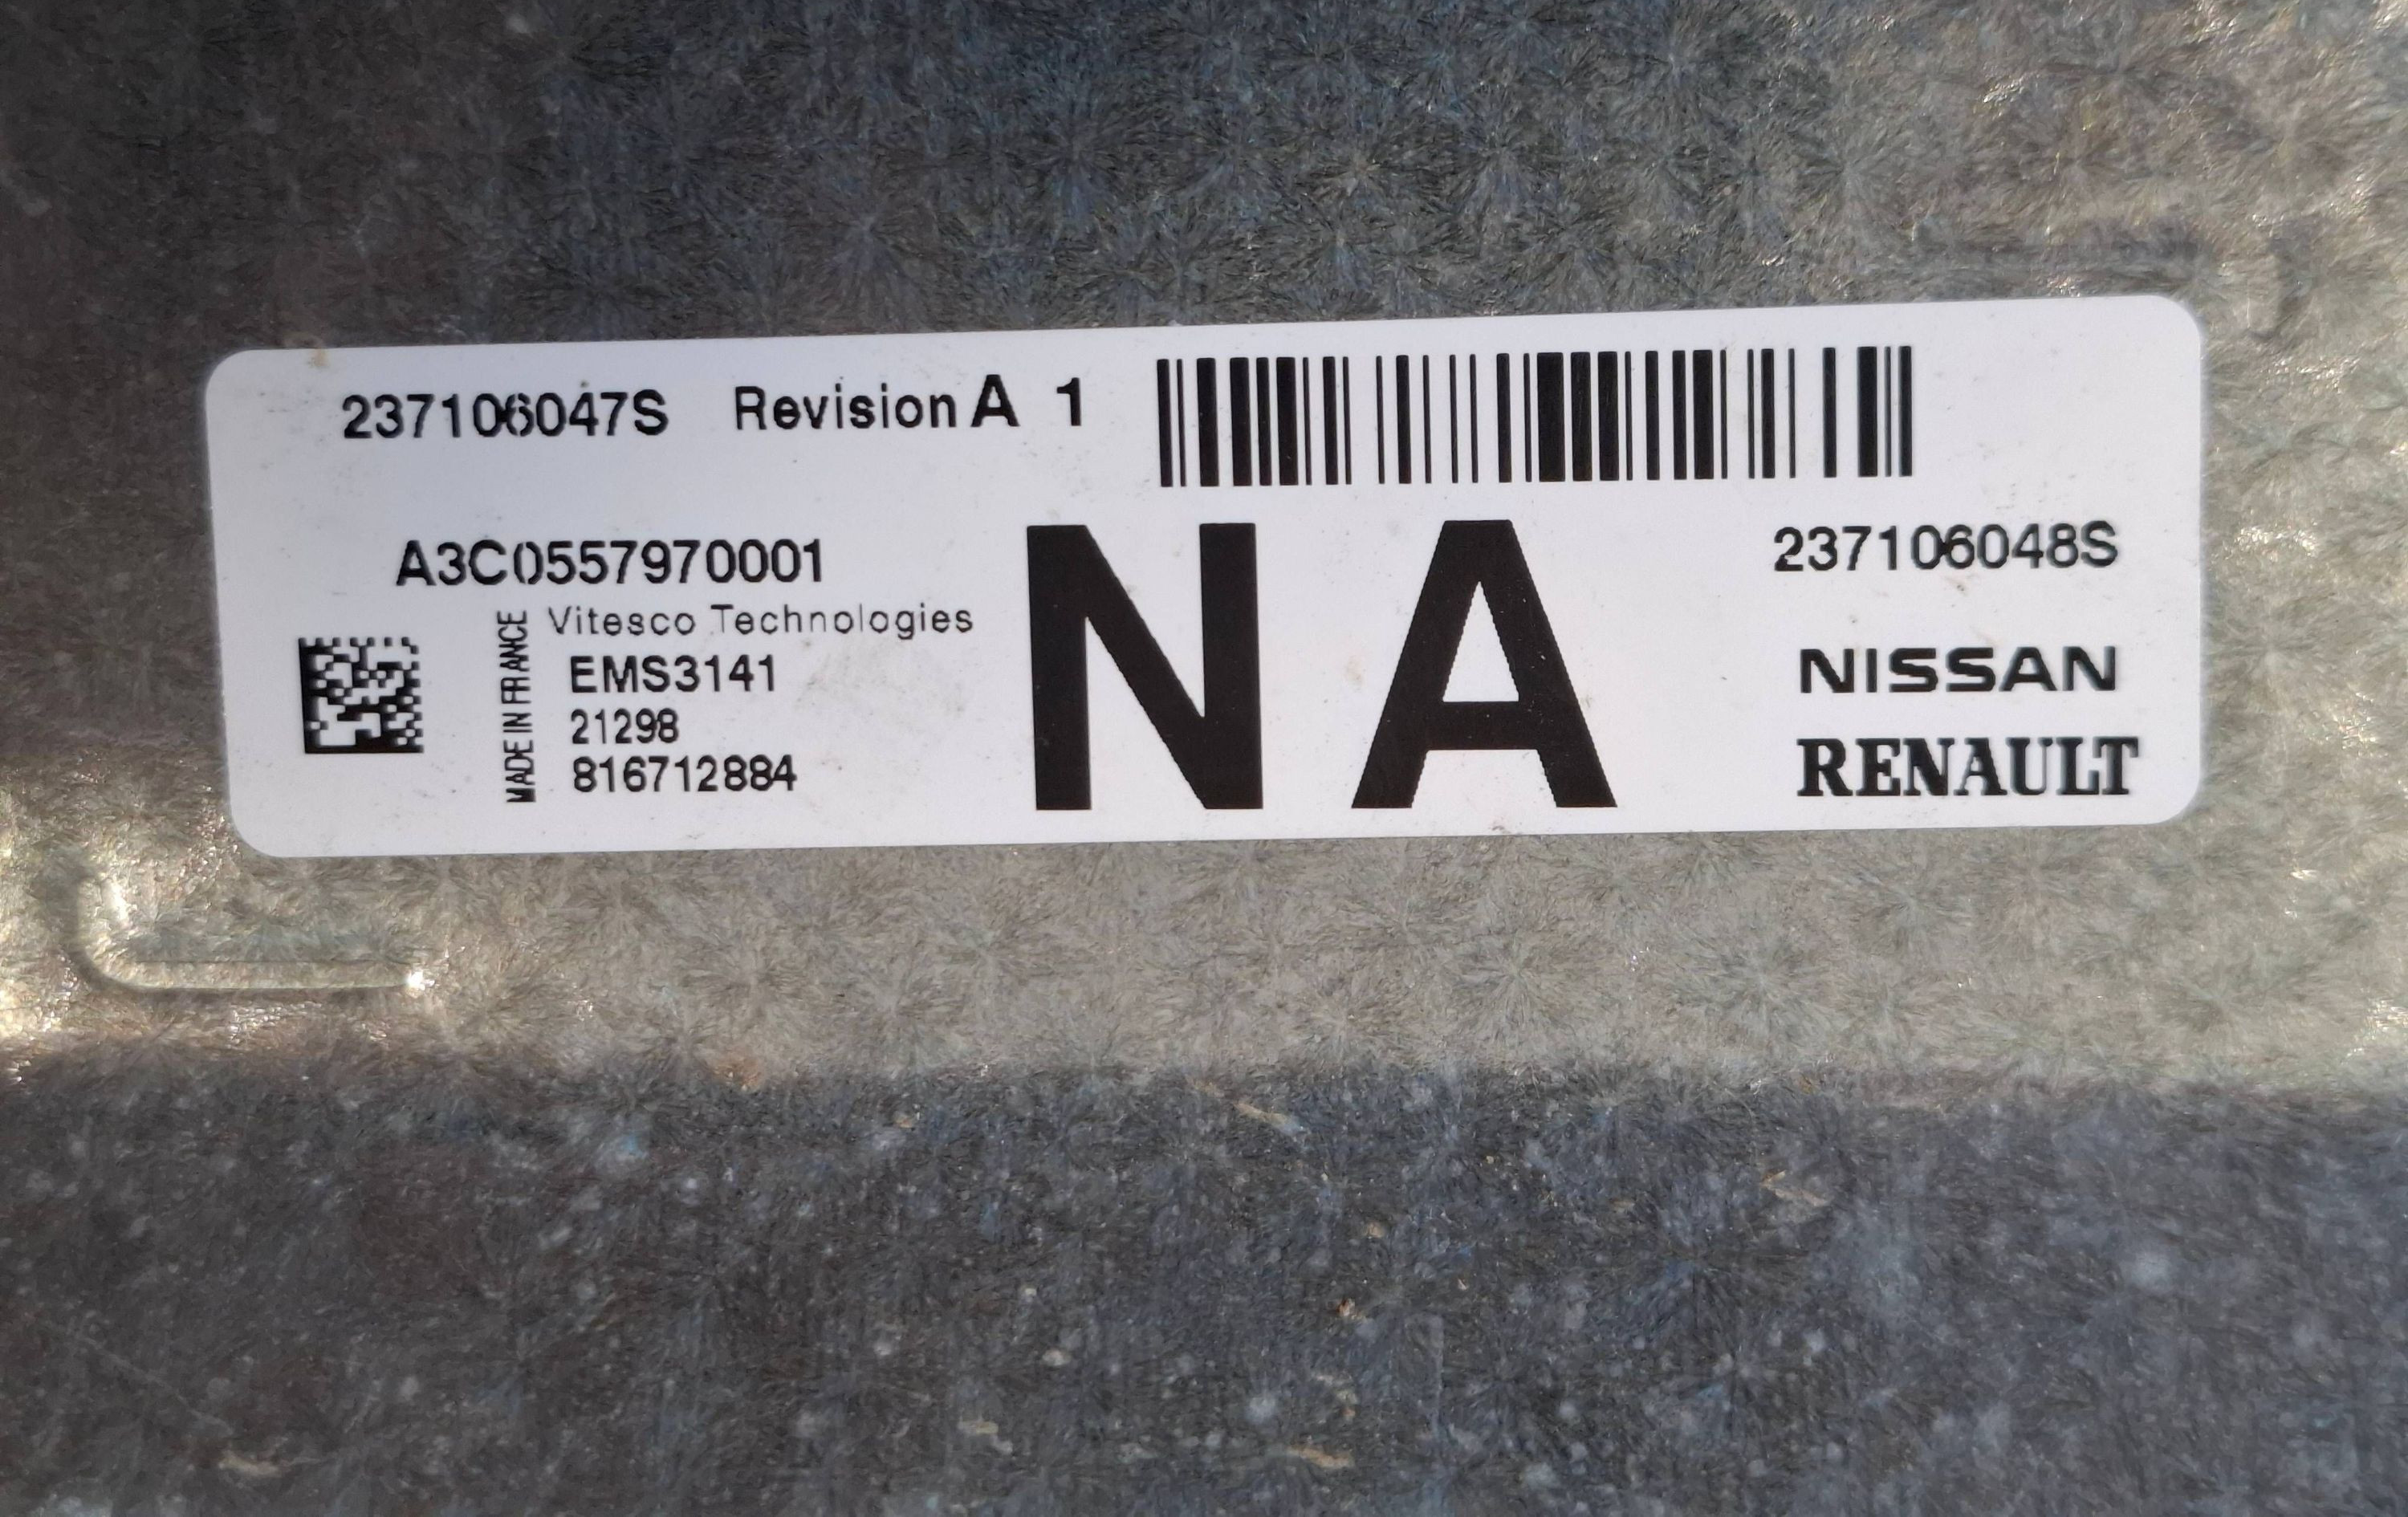 237106047S Revision A 1
A3C0557970001
MADE IN FRANCE
Vitesco Technologies
EMS3141
21298
816712884
NA
237106048S
NISSAN
RENAULT